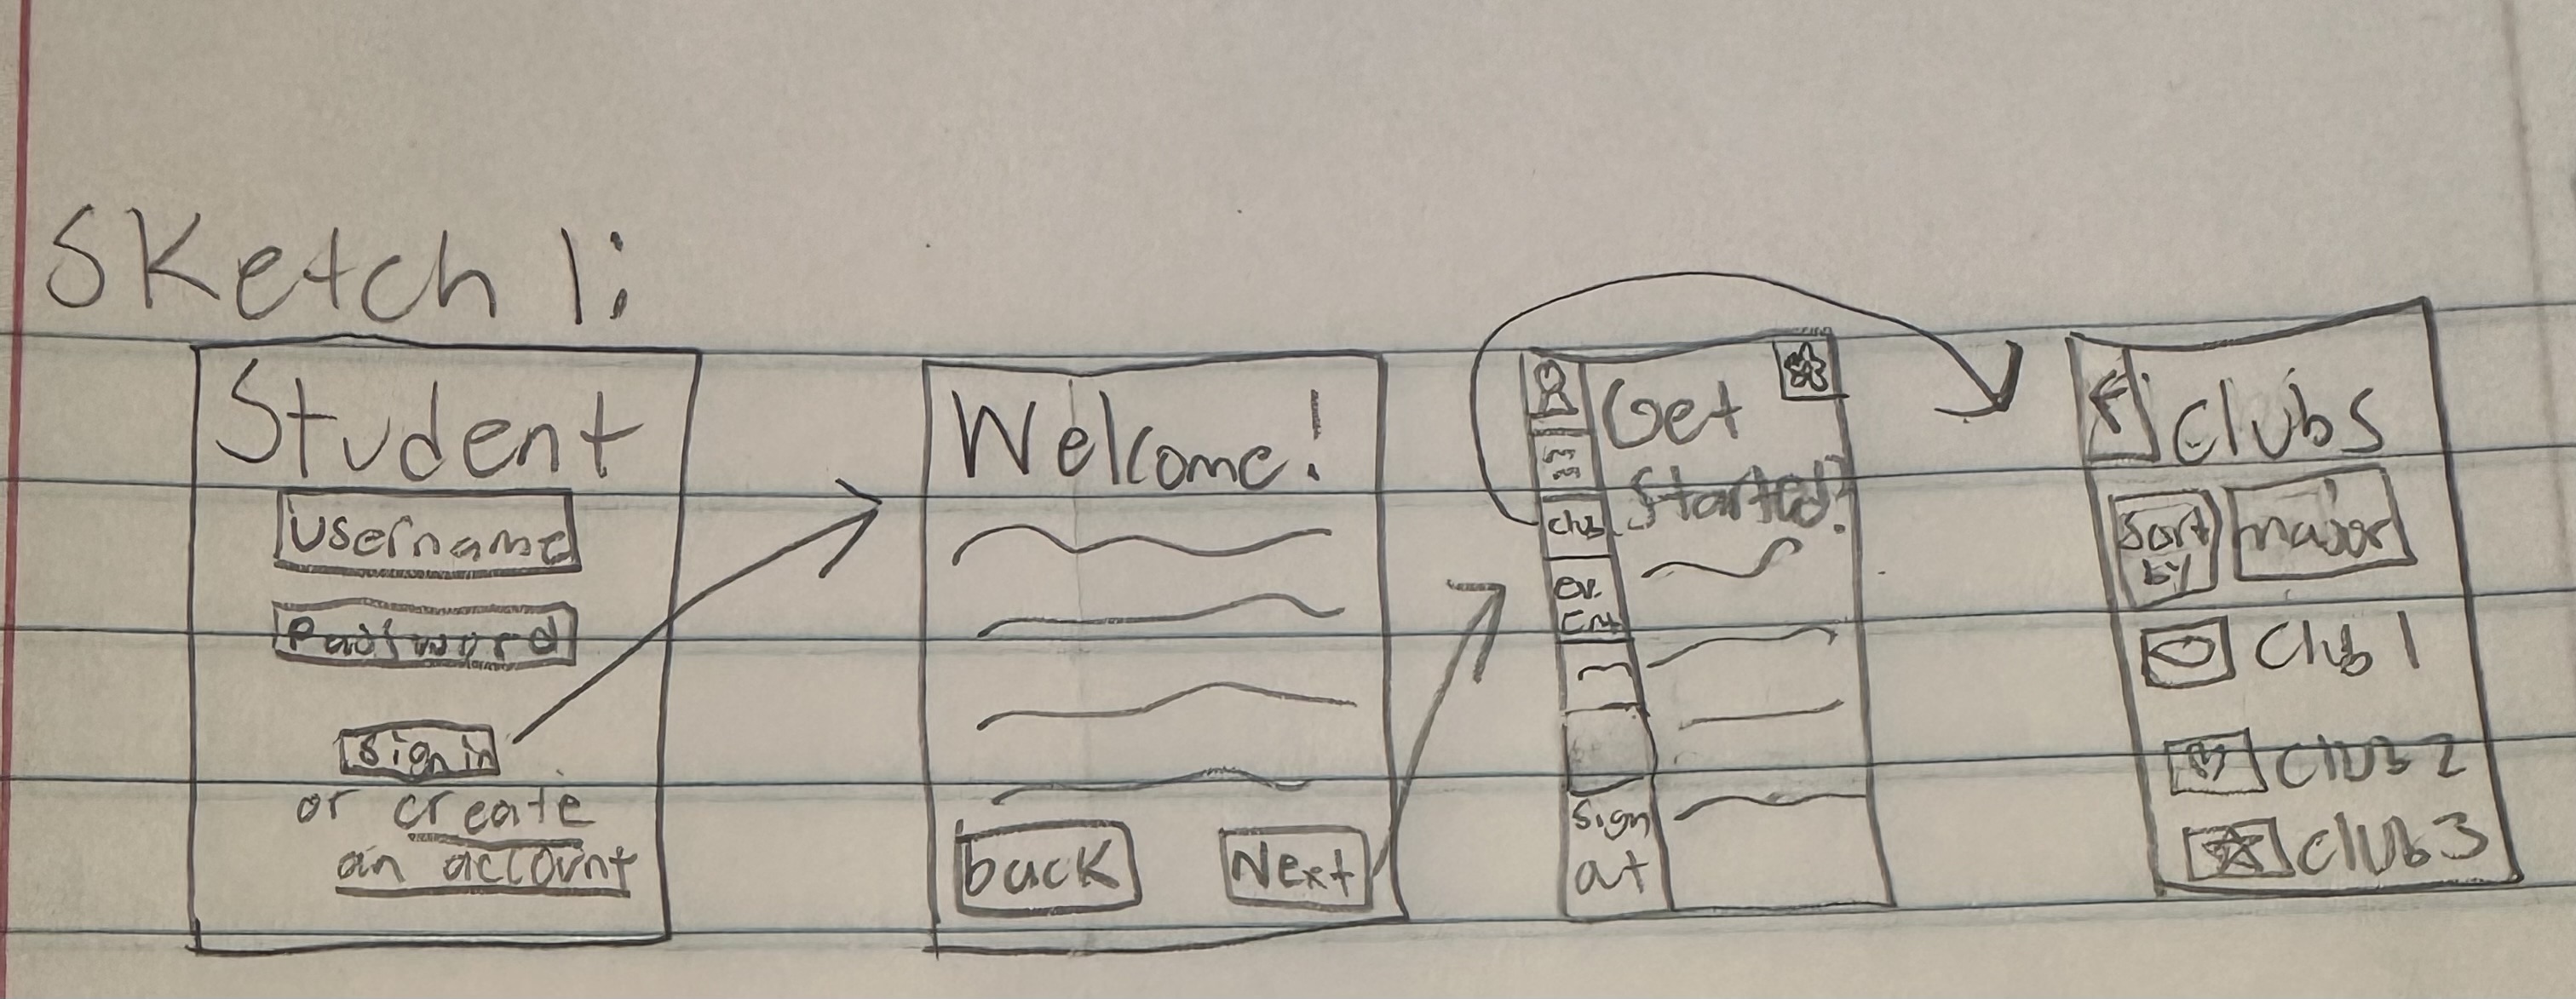 Sketch 1:
Student
Username
Password
sign in
or create
an account
Welcome!
back
Next
Get
Started!
club
ev
ent
sign
out
Clubs
Sort
by
major
Club 1
Club 2
Club 3